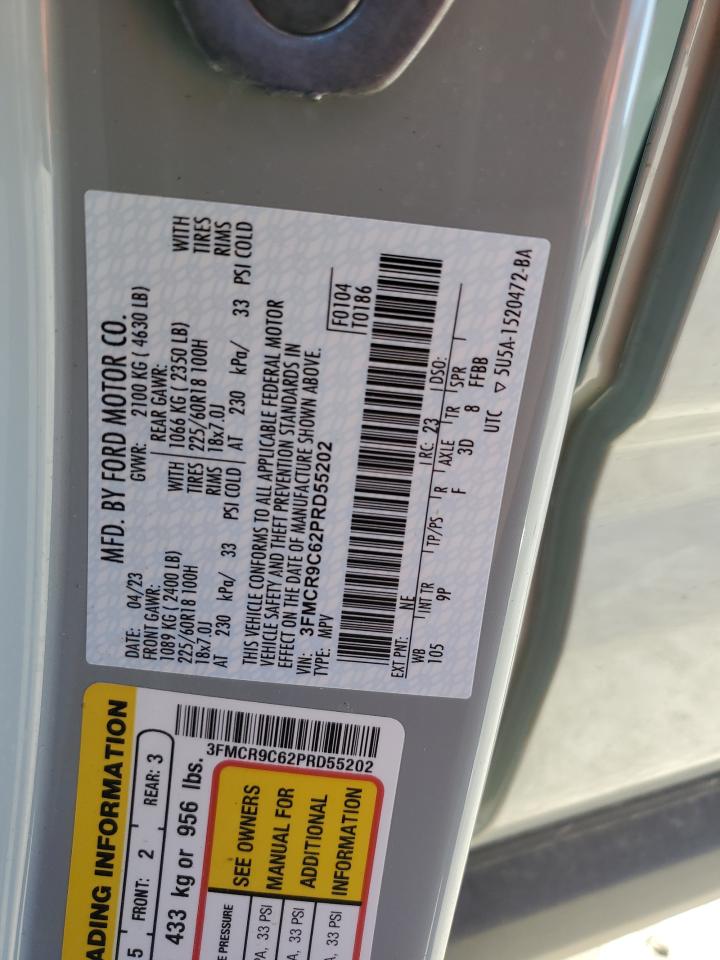 MFD. BY FORD MOTOR CO.
DATE: 04/23 GVWR: 2100 KG ( 4630 LB)
FRONT GAWR: REAR GAWR:
1089 KG ( 2400 LB) WITH 1066 KG ( 2350 LB) WITH
225/60R18 100H TIRES 225/60R18 100H TIRES
18x7.0J RIMS 18x7.0J RIMS
AT 230 kPa/ 33 PSI COLD AT 230 kPa/ 33 PSI COLD
THIS VEHICLE CONFORMS TO ALL APPLICABLE FEDERAL MOTOR
VEHICLE SAFETY AND THEFT PREVENTION STANDARDS IN
EFFECT ON THE DATE OF MANUFACTURE SHOWN ABOVE.
VIN: 3FMCR9C62PRD55202
TYPE: MPV
F0104
T0186
EXT PNT: NE RC: 23 DSO:
WB INT TR TP/PS R AXLE TR SPR
105 9P F 3D 8 FFBB
UTC ▽ 5U5A-1520472-BA
ADING INFORMATION
5 FRONT: 2 REAR: 3
433 kg or 956 lbs.
3FMCR9C62PRD55202
E PRESSURE
PA, 33 PSI
A, 33 PSI
, 33 PSI
SEE OWNERS
MANUAL FOR
ADDITIONAL
INFORMATION